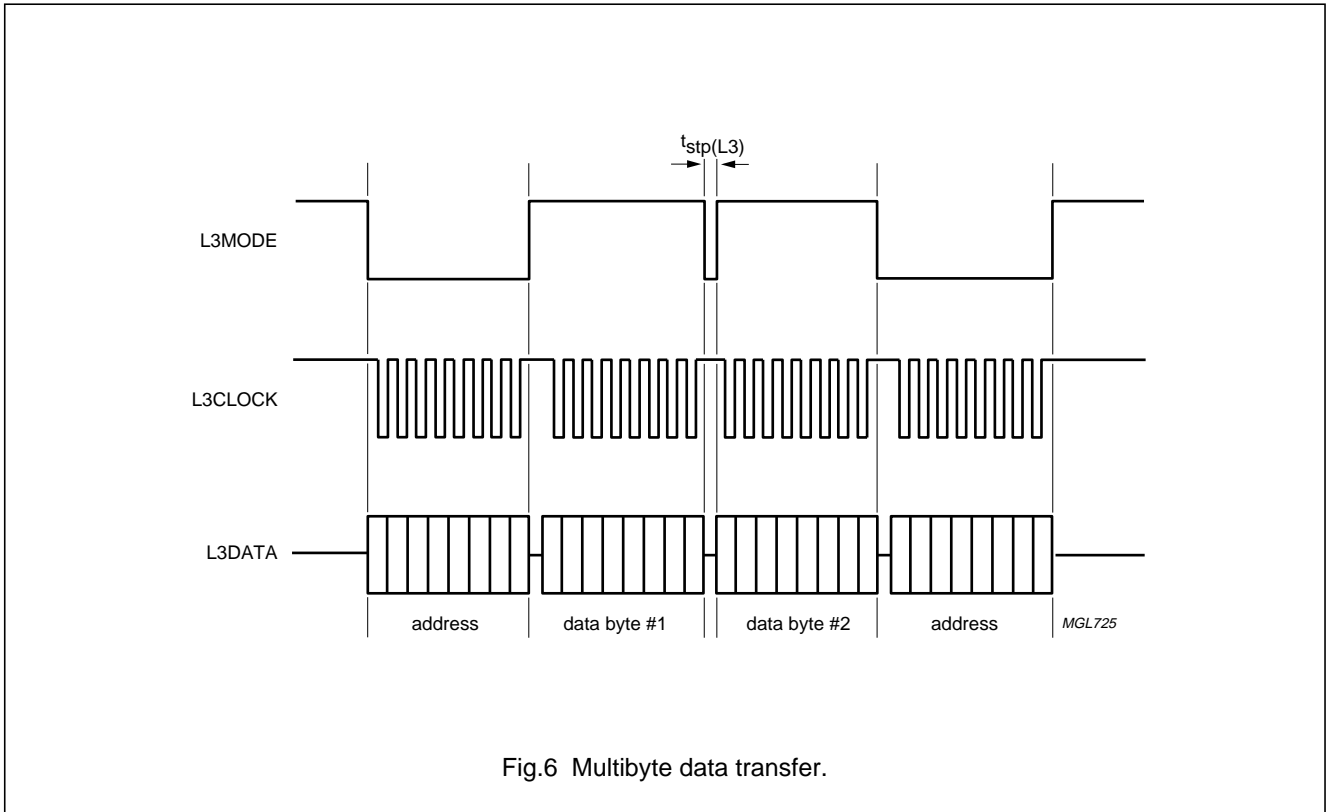 tstp(L3)
L3MODE
L3CLOCK
L3DATA
address data byte #1 data byte #2 address MGL725
Fig.6 Multibyte data transfer.